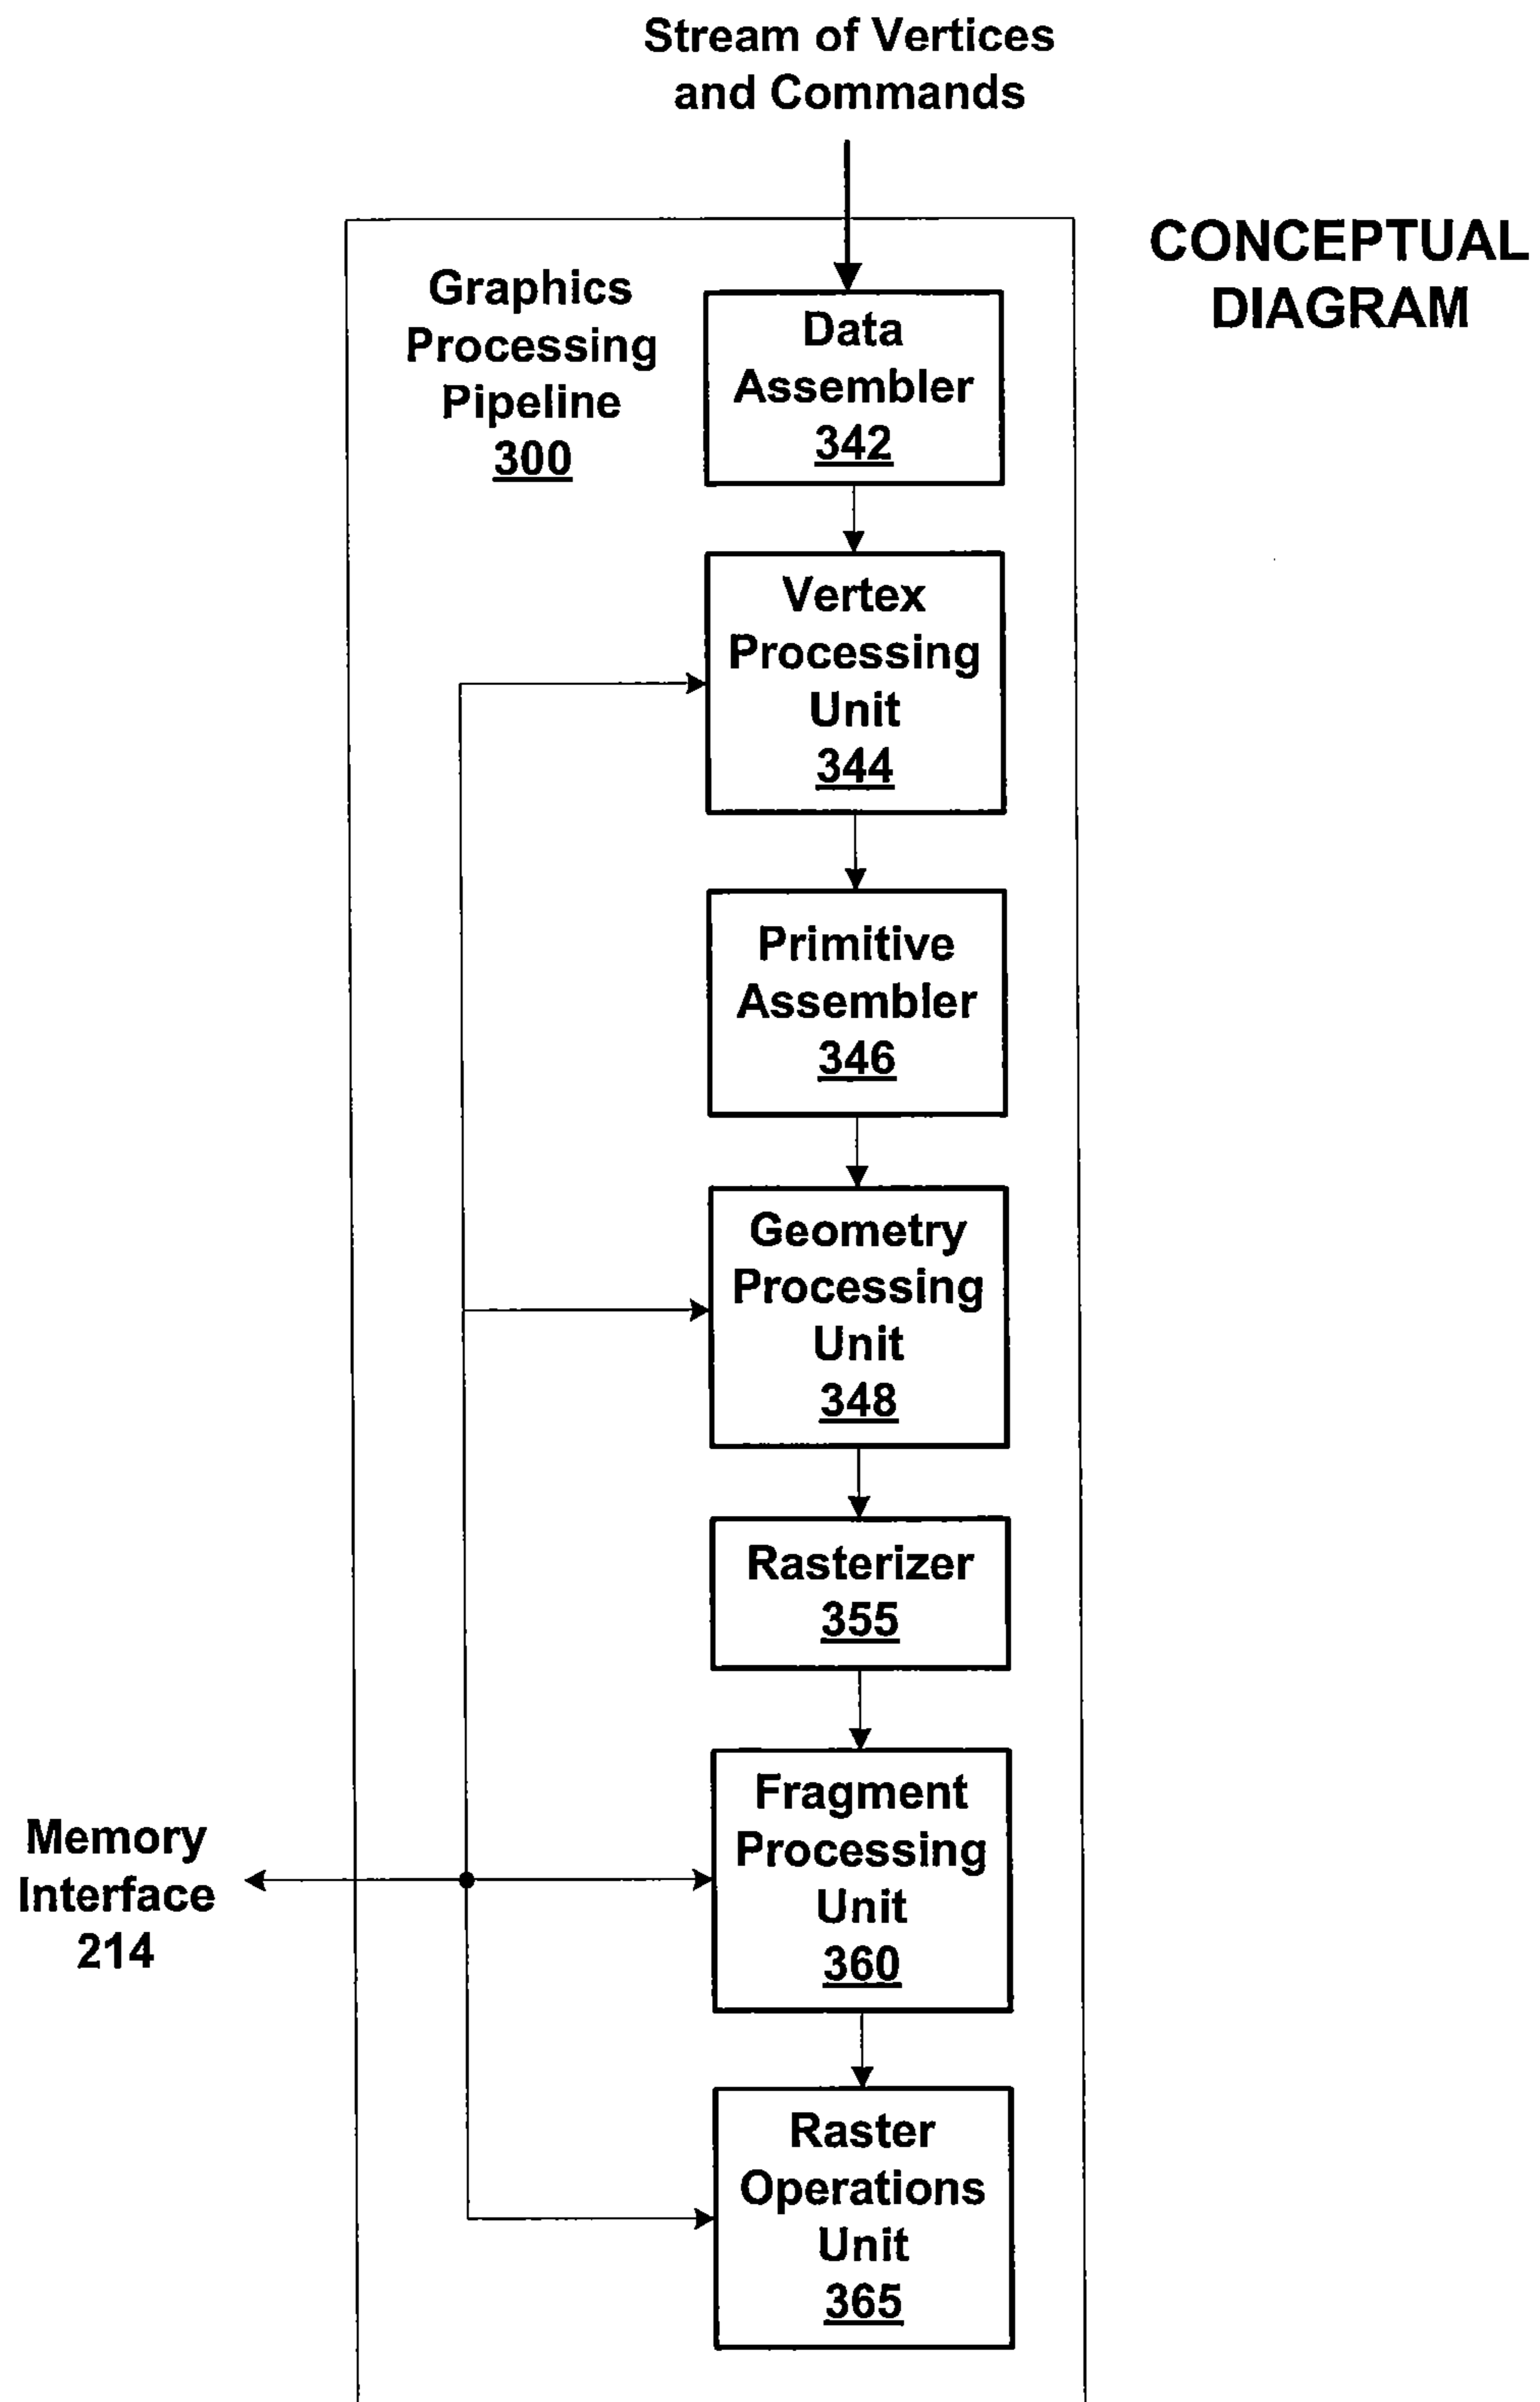 Stream of Vertices
and Commands
CONCEPTUAL
DIAGRAM
Graphics
Processing
Pipeline
300
Data
Assembler
342
Vertex
Processing
Unit
344
Primitive
Assembler
346
Geometry
Processing
Unit
348
Rasterizer
355
Memory
Interface
214
Fragment
Processing
Unit
360
Raster
Operations
Unit
365